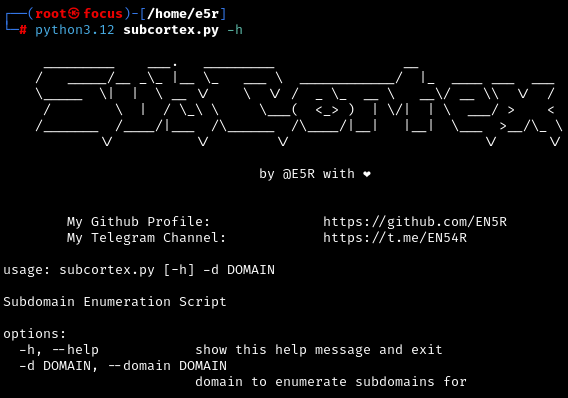 ┌──(root㉿focus)-[/home/e5r]
└─# python3.12 subcortex.py -h
SubCortex
by @E5R with ❤
My Github Profile: https://github.com/EN5R
My Telegram Channel: https://t.me/EN54R
usage: subcortex.py [-h] -d DOMAIN
Subdomain Enumeration Script
options:
-h, --help show this help message and exit
-d DOMAIN, --domain DOMAIN
domain to enumerate subdomains for